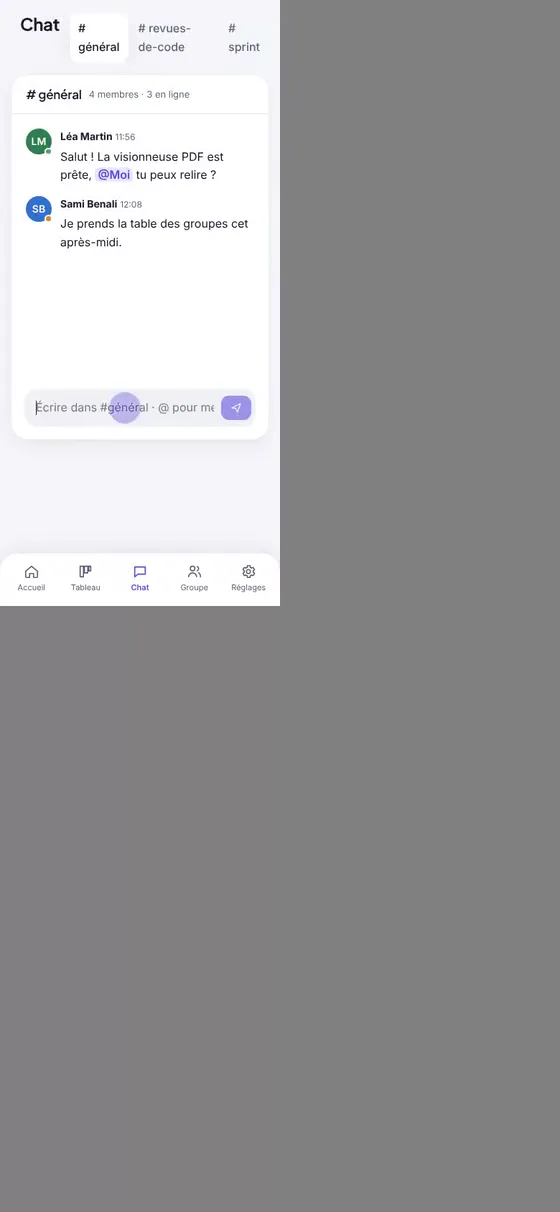 Chat
# général
# revues-de-code
# sprint
# général 4 membres · 3 en ligne
LM
Léa Martin 11:56
Salut ! La visionneuse PDF est
prête, @Moi tu peux relire ?
SB
Sami Benali 12:08
Je prends la table des groupes cet
après-midi.
Écrire dans #général · @ pour me
Accueil
Tableau
Chat
Groupe
Réglages